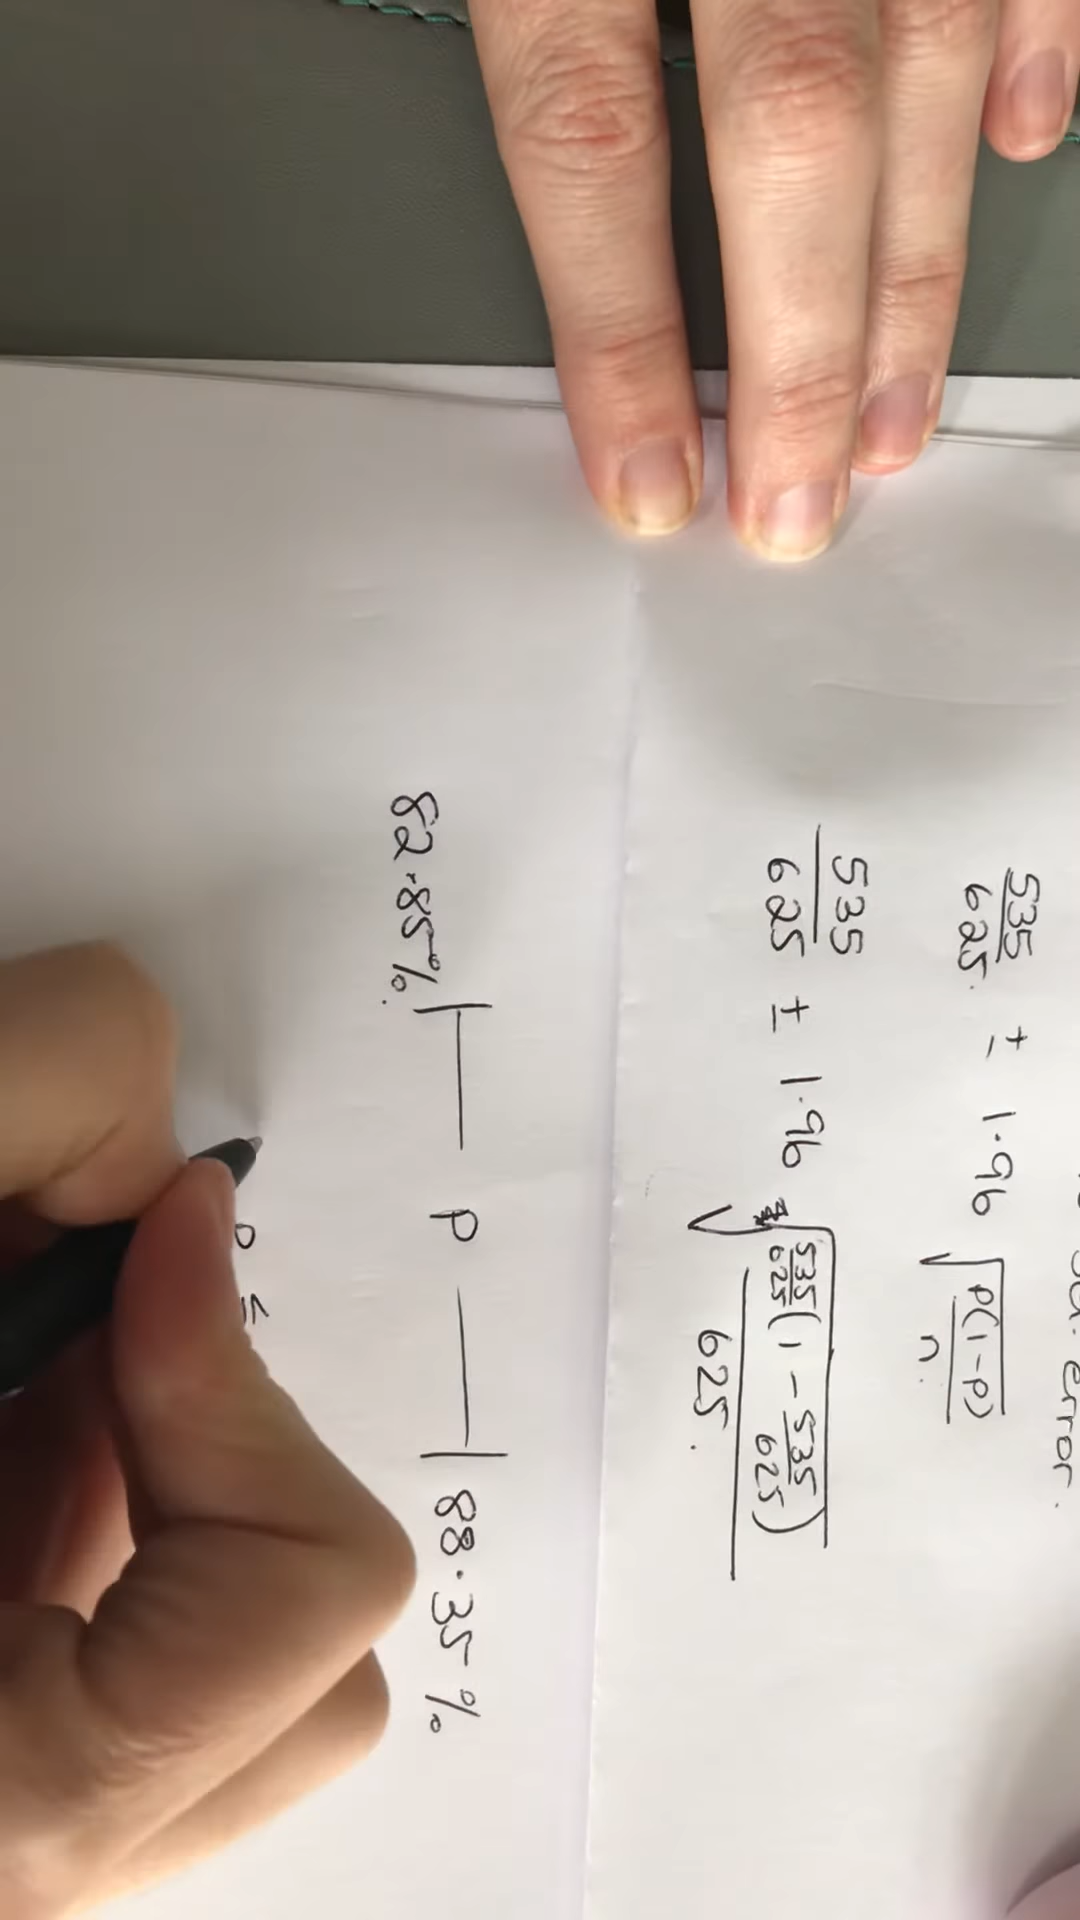 error.
535/625 ± 1.96 √(p(1-p)/n).
535/625 ± 1.96 √(535/625(1 - 535/625)/625).
82.85% |— p —| 88.35%
p ≤